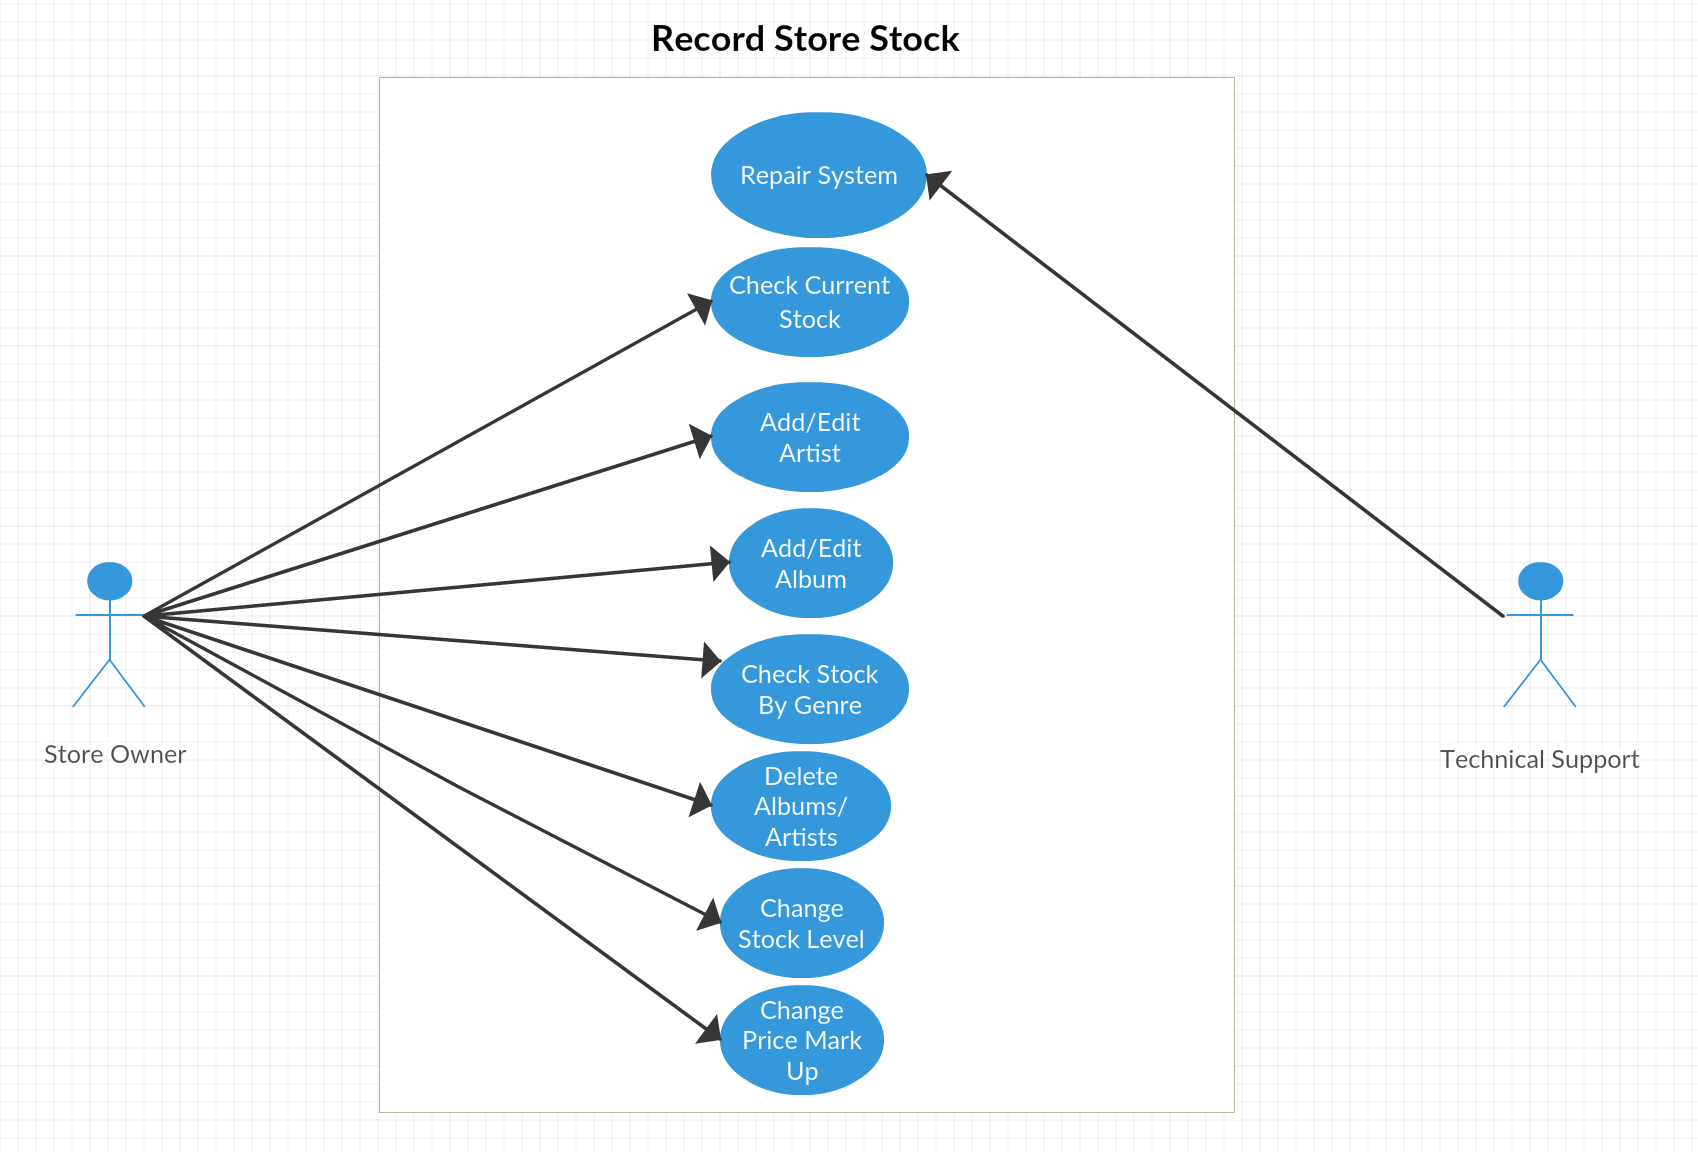 Record Store Stock
Repair System
Check Current
Stock
Add/Edit
Artist
Add/Edit
Album
Check Stock
By Genre
Store Owner
Technical Support
Delete
Albums/
Artists
Change
Stock Level
Change
Price Mark
Up